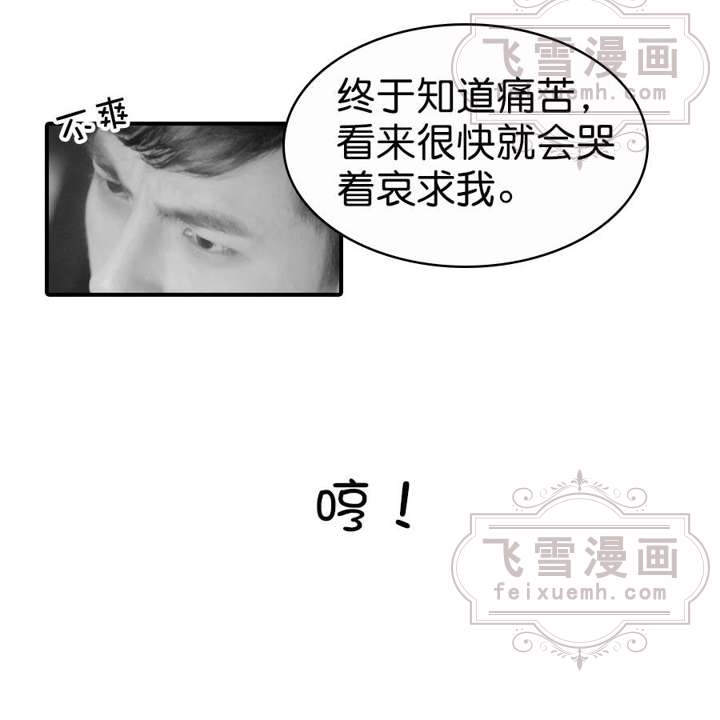 飞雪漫画
feixuemh.com
不爽
终于知道痛苦，
看来很快就会哭
着哀求我。
哼！
飞雪漫画
feixuemh.com